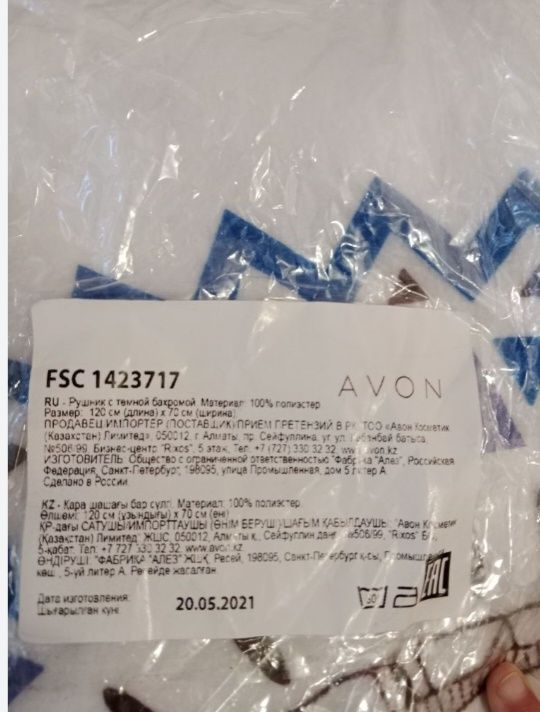 FSC 1423717
AVON
RU - Рушник с темной бахромой. Материал: 100% полиэстер
Размер: 120 см (длина) х 70 см (ширина)
ПРОДАВЕЦ ИМПОРТЕР (ПОСТАВЩИК) ПРИЕМ ПРЕТЕНЗИЙ В РК: ТОО «Авон Косметик
(Казахстан) Лимитед», 050012, г. Алматы, пр. Сейфуллина, уг. ул.
№506/99, Бизнес-центр "Rixos", 5 этаж, Тел. +7 (727) 330 32 32, www.avon.kz
ИЗГОТОВИТЕЛЬ: Общество с ограниченной ответственностью "Фабрика "Алез", Российская
Федерация, Санкт-Петербург, 198095, улица Промышленная, дом 5 литер А.
Сделано в России.
KZ - Қара шашағы бар сүлгі. Материал: 100% полиэстер
Өлшемі: 120 см (ұзындығы) х 70 см (ені)
ҚР-дағы САТУШЫ/ИМПОРТТАУШЫ (ӨНІМ БЕРУШІ) ШАҒЫМ ҚАБЫЛДАУШЫ: "Авон Косметик
(Қазақстан) Лимитед" ЖШС, 050012, Алматы қ., Сейфуллин даң., №506/99, "Rixos" БО,
5-қабат, Тел: +7 727 330 32 32, www.avon.kz
ӨНДІРУШІ: "ФАБРИКА "АЛЕЗ" ЖШҚ, Ресей, 198095, Санкт-Петербург қ-сы, Промышленная
көш., 5-үй литер А. Ресейде жасалған.
Дата изготовления:
Шығарылған күні:
20.05.2021
EAC